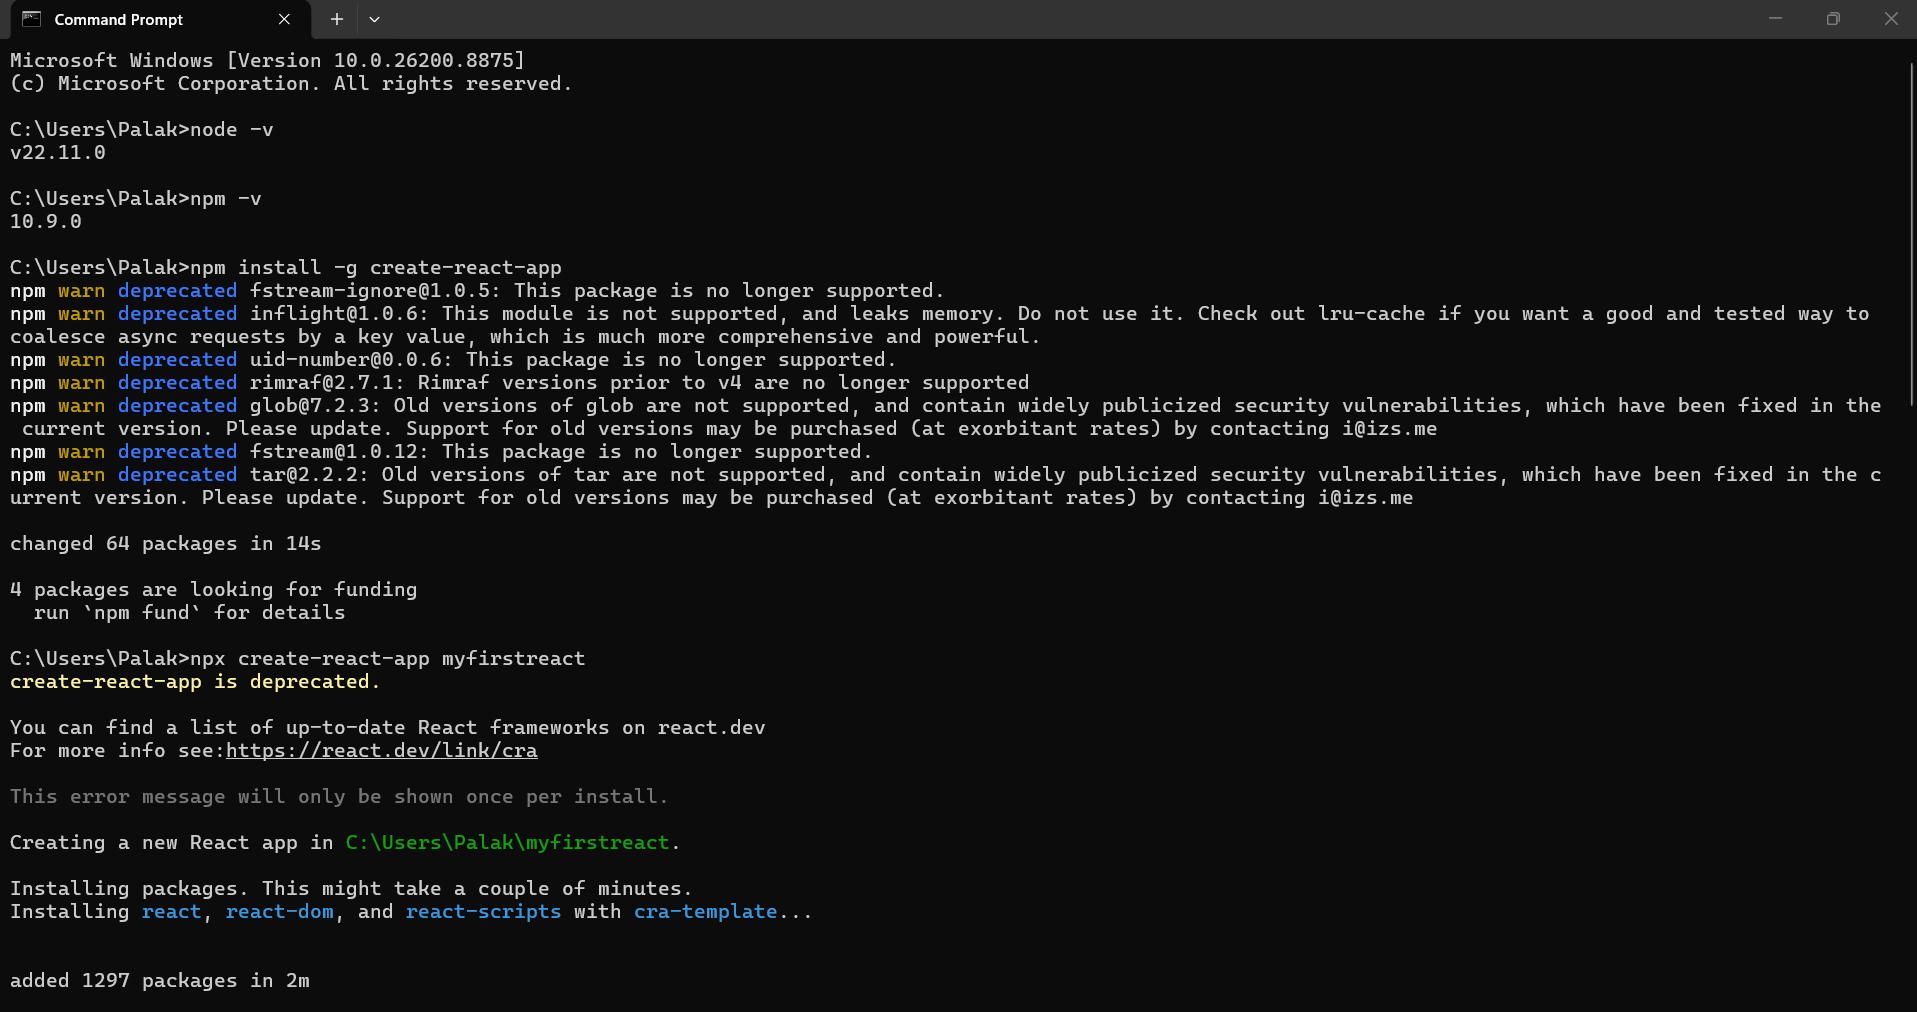 Command Prompt
Microsoft Windows [Version 10.0.26200.8875]
(c) Microsoft Corporation. All rights reserved.
C:\Users\Palak>node -v
v22.11.0
C:\Users\Palak>npm -v
10.9.0
C:\Users\Palak>npm install -g create-react-app
npm warn deprecated fstream-ignore@1.0.5: This package is no longer supported.
npm warn deprecated inflight@1.0.6: This module is not supported, and leaks memory. Do not use it. Check out lru-cache if you want a good and tested way to
coalesce async requests by a key value, which is much more comprehensive and powerful.
npm warn deprecated uid-number@0.0.6: This package is no longer supported.
npm warn deprecated rimraf@2.7.1: Rimraf versions prior to v4 are no longer supported
npm warn deprecated glob@7.2.3: Old versions of glob are not supported, and contain widely publicized security vulnerabilities, which have been fixed in the
current version. Please update. Support for old versions may be purchased (at exorbitant rates) by contacting i@izs.me
npm warn deprecated fstream@1.0.12: This package is no longer supported.
npm warn deprecated tar@2.2.2: Old versions of tar are not supported, and contain widely publicized security vulnerabilities, which have been fixed in the c
urrent version. Please update. Support for old versions may be purchased (at exorbitant rates) by contacting i@izs.me
changed 64 packages in 14s
4 packages are looking for funding
run `npm fund` for details
C:\Users\Palak>npx create-react-app myfirstreact
create-react-app is deprecated.
You can find a list of up-to-date React frameworks on react.dev
For more info see:https://react.dev/link/cra
This error message will only be shown once per install.
Creating a new React app in C:\Users\Palak\myfirstreact.
Installing packages. This might take a couple of minutes.
Installing react, react-dom, and react-scripts with cra-template...
added 1297 packages in 2m